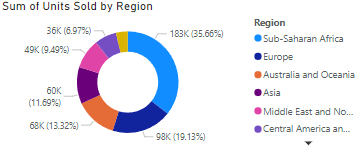 Sum of Units Sold by Region
36K (6.97%)
183K (35.66%)
49K (9.49%)
60K
(11.69%)
68K (13.32%)
98K (19.13%)
Region
Sub-Saharan Africa
Europe
Australia and Oceania
Asia
Middle East and No...
Central America an...